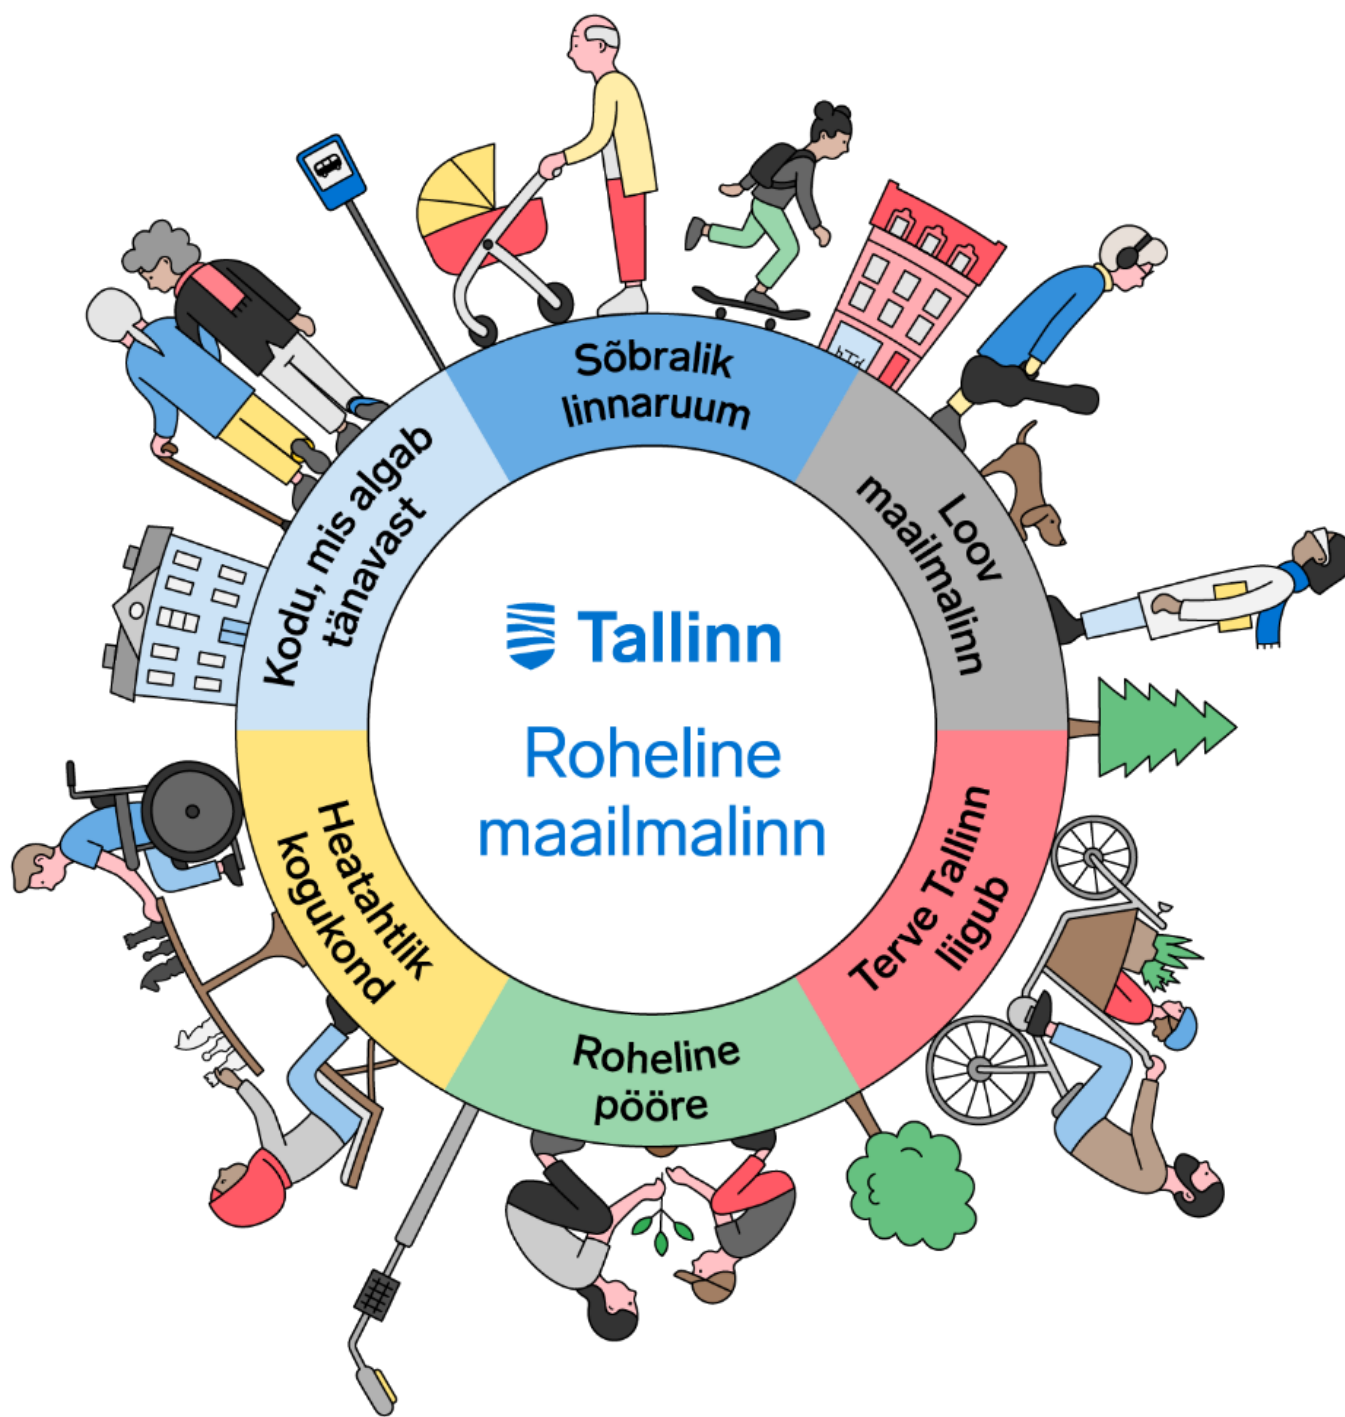 Sõbralik
linnaruum
Loov
maailmalinn
Terve Tallinn
liigub
Roheline
pööre
Heatahtlik
kogukond
Kodu, mis algab
tänavast
Tallinn
Roheline
maailmalinn